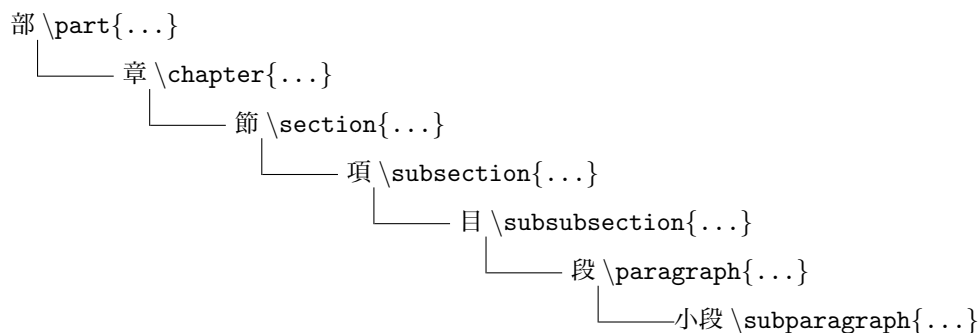 部 \part{...}
章 \chapter{...}
節 \section{...}
項 \subsection{...}
目 \subsubsection{...}
段 \paragraph{...}
小段 \subparagraph{...}